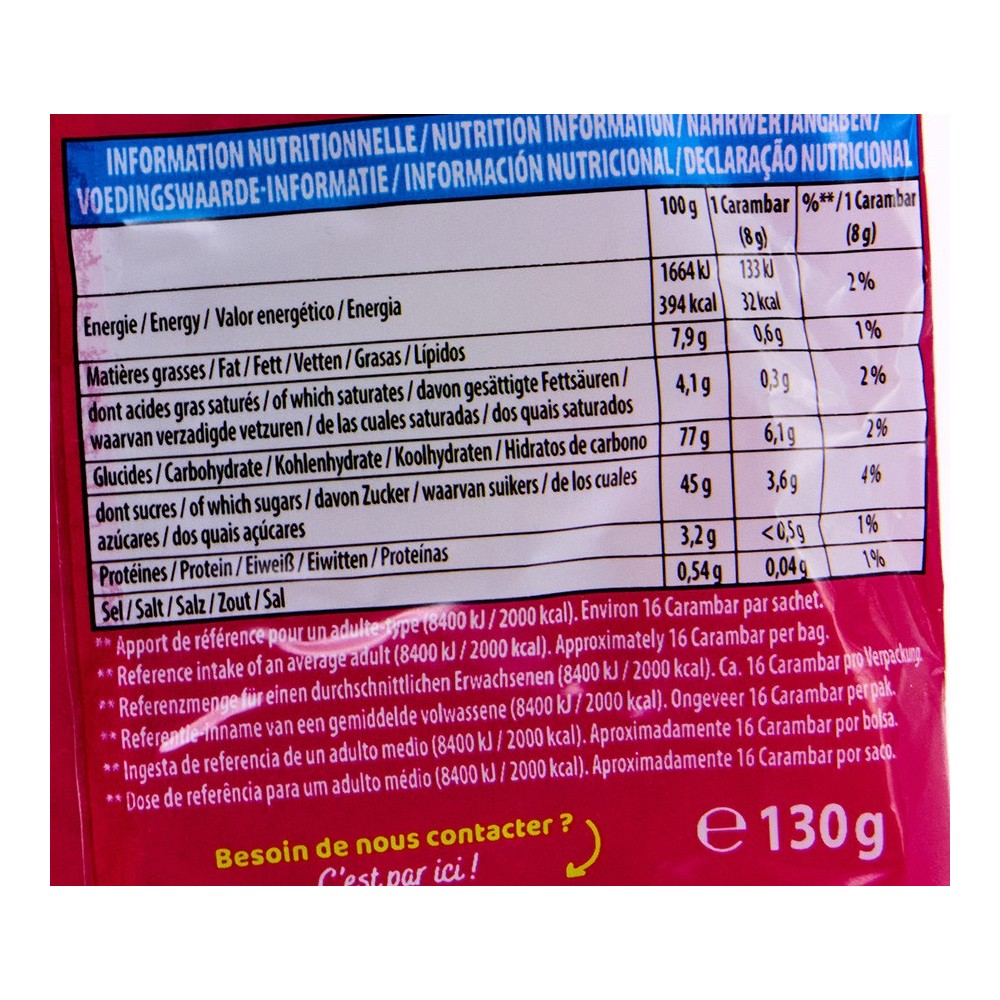 INFORMATION NUTRITIONNELLE / NUTRITION INFORMATION / NÄHRWERTANGABEN /
VOEDINGSWAARDE-INFORMATIE / INFORMACIÓN NUTRICIONAL / DECLARAÇÃO NUTRICIONAL
100 g 1 Carambar %**/1 Carambar
(8 g) (8 g)
1664 kJ 133 kJ
Energie / Energy / Valor energético / Energia 394 kcal 32 kcal 2%
Matières grasses / Fat / Fett / Vetten / Grasas / Lípidos 7,9 g 0,6 g 1%
dont acides gras saturés / of which saturates / davon gesättigte Fettsäuren / 4,1 g 0,3 g 2%
waarvan verzadigde vetzuren / de las cuales saturadas / dos quais saturados
Glucides / Carbohydrate / Kohlenhydrate / Koolhydraten / Hidratos de carbono 77 g 6,1 g 2%
dont sucres / of which sugars / davon Zucker / waarvan suikers / de los cuales 45 g 3,6 g 4%
azúcares / dos quais açúcares
Protéines / Protein / Eiweiß / Eiwitten / Proteínas 3,2 g <0,5g 1%
Sel / Salt / Salz / Zout / Sal 0,54 g 0,04 g 1%
** Apport de référence pour un adulte-type (8400 kJ / 2000 kcal). Environ 16 Carambar par sachet.
** Reference intake of an average adult (8400 kJ / 2000 kcal). Approximately 16 Carambar per bag.
** Referenzmenge für einen durchschnittlichen Erwachsenen (8400 kJ / 2000 kcal). Ca. 16 Carambar pro Verpackung.
** Referentie-inname van een gemiddelde volwassene (8400 kJ / 2000 kcal). Ongeveer 16 Carambar per pak.
** Ingesta de referencia de un adulto medio (8400 kJ / 2000 kcal). Aproximadamente 16 Carambar por bolsa.
** Dose de referência para um adulto médio (8400 kJ / 2000 kcal). Aproximadamente 16 Carambar por saco.
Besoin de nous contacter ?
C'est par ici !
℮ 130 g